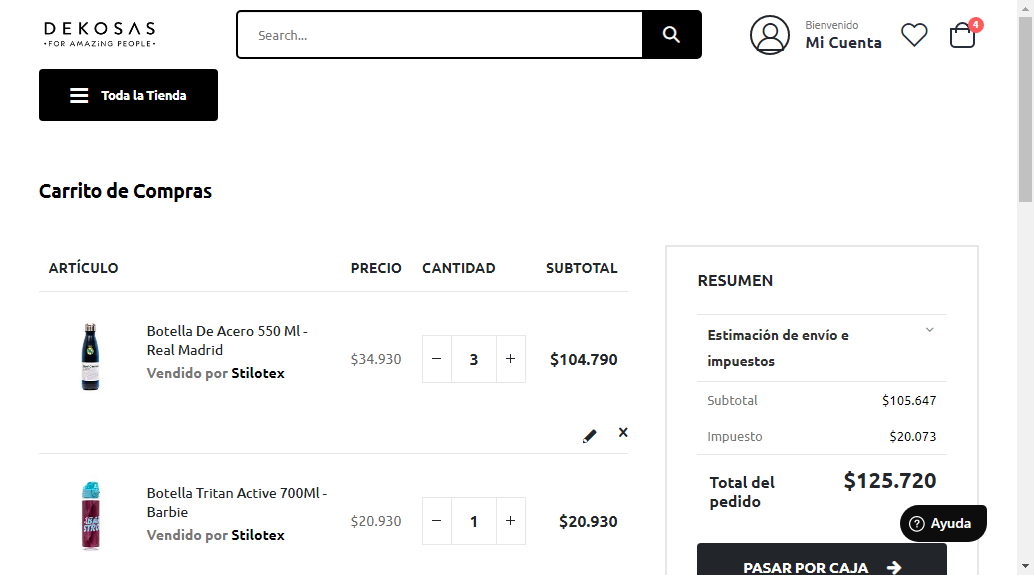 DEKOSAS
•FOR AMAZING PEOPLE•
Search...
Bienvenido
Mi Cuenta
4
Toda la Tienda
Carrito de Compras
ARTÍCULO PRECIO CANTIDAD SUBTOTAL
Botella De Acero 550 Ml -
Real Madrid
Vendido por Stilotex
$34.930 − 3 + $104.790
Botella Tritan Active 700Ml -
Barbie
Vendido por Stilotex
$20.930 − 1 + $20.930
RESUMEN
Estimación de envío e
impuestos
Subtotal $105.647
Impuesto $20.073
Total del
pedido
$125.720
Ayuda
PASAR POR CAJA